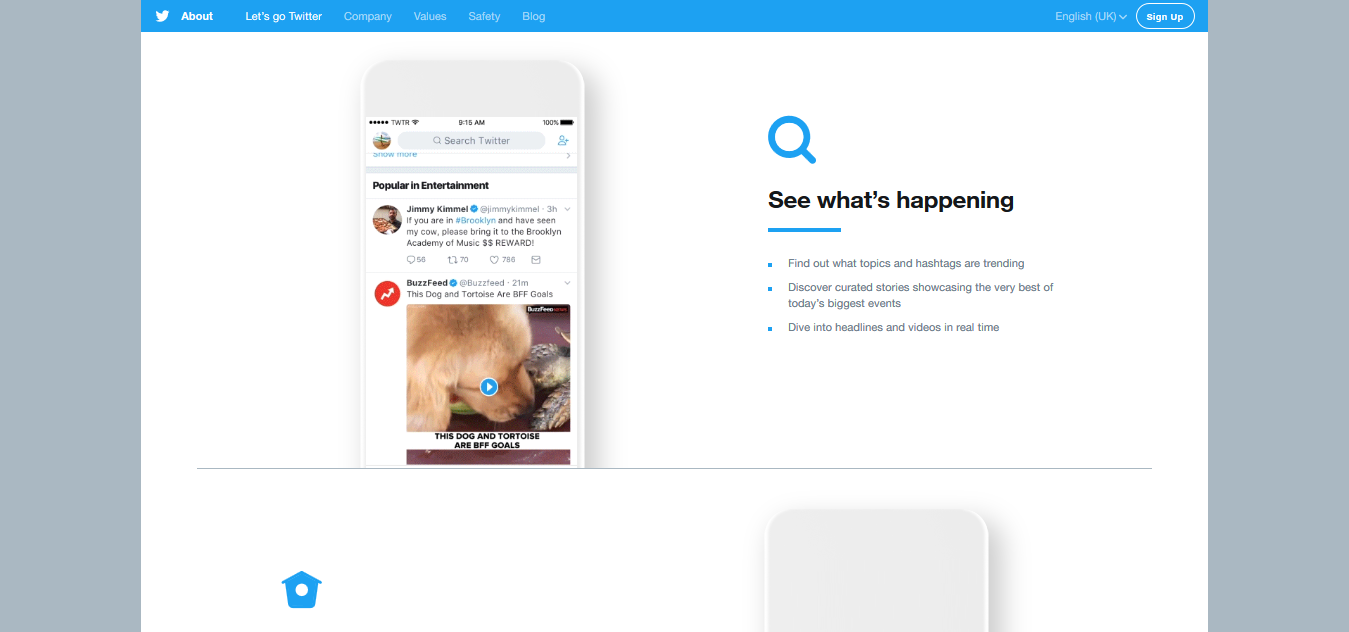 About Let's go Twitter Company Values Safety Blog English (UK) Sign Up
TWTR 9:15 AM 100%
Search Twitter
Show more
Popular in Entertainment
Jimmy Kimmel @jimmykimmel · 3h
If you are in #Brooklyn and have seen
my cow, please bring it to the Brooklyn
Academy of Music $$ REWARD!
56 70 786
BuzzFeed @Buzzfeed · 21m
This Dog and Tortoise Are BFF Goals
BuzzFeed NEWS
THIS DOG AND TORTOISE
ARE BFF GOALS
See what's happening
Find out what topics and hashtags are trending
Discover curated stories showcasing the very best of
today's biggest events
Dive into headlines and videos in real time